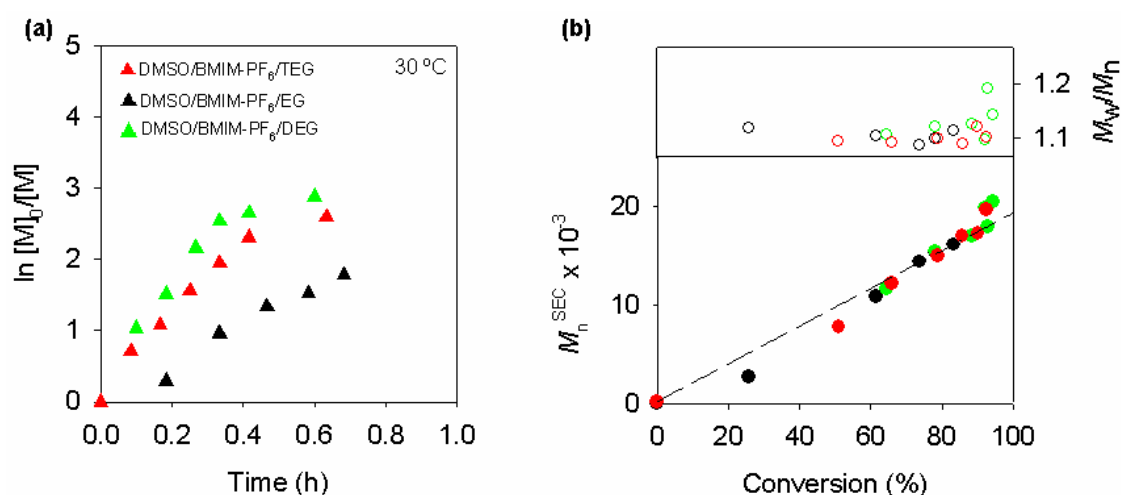 (a)
5
4
3
2
1
0
ln [M]₀/[M]
DMSO/BMIM-PF₆/TEG
DMSO/BMIM-PF₆/EG
DMSO/BMIM-PF₆/DEG
30 ºC
0.0 0.2 0.4 0.6 0.8 1.0
Time (h)
(b)
1.2
1.1
Mw/Mn
20
10
0
Mₙ^SEC x 10⁻³
0 20 40 60 80 100
Conversion (%)